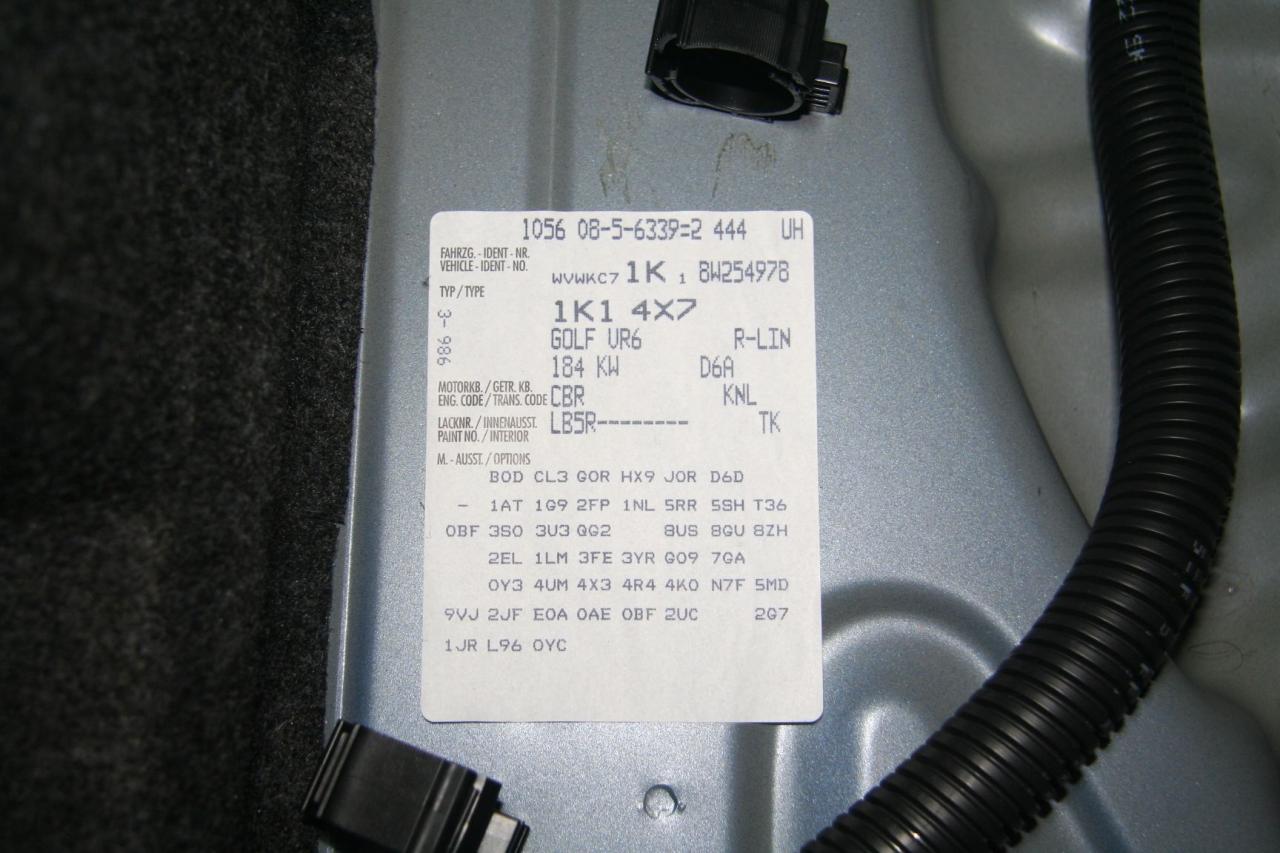 1056 08-5-6339=2 444 UH
FAHRZG. - IDENT - NR.
VEHICLE - IDENT - NO.
WVWKC7 1K 1 8W254978
TYP / TYPE
1K1 4X7
986 - 3
GOLF VR6 R-LIN
184 KW D6A
MOTORKB. / GETR. KB.
ENG. CODE / TRANS. CODE CBR KNL
LACKNR. / INNENAUSST. LB5R-------- TK
PAINT NO. / INTERIOR
M. - AUSST. / OPTIONS
B0D CL3 G0R HX9 J0R D6D
- 1AT 1G9 2FP 1NL 5RR 5SH T36
0BF 3S0 3U3 QG2 8US 8GU 8ZH
2EL 1LM 3FE 3YR G09 7GA
0Y3 4UM 4X3 4R4 4K0 N7F 5MD
9VJ 2JF E0A 0AE 0BF 2UC 2G7
1JR L96 0YC